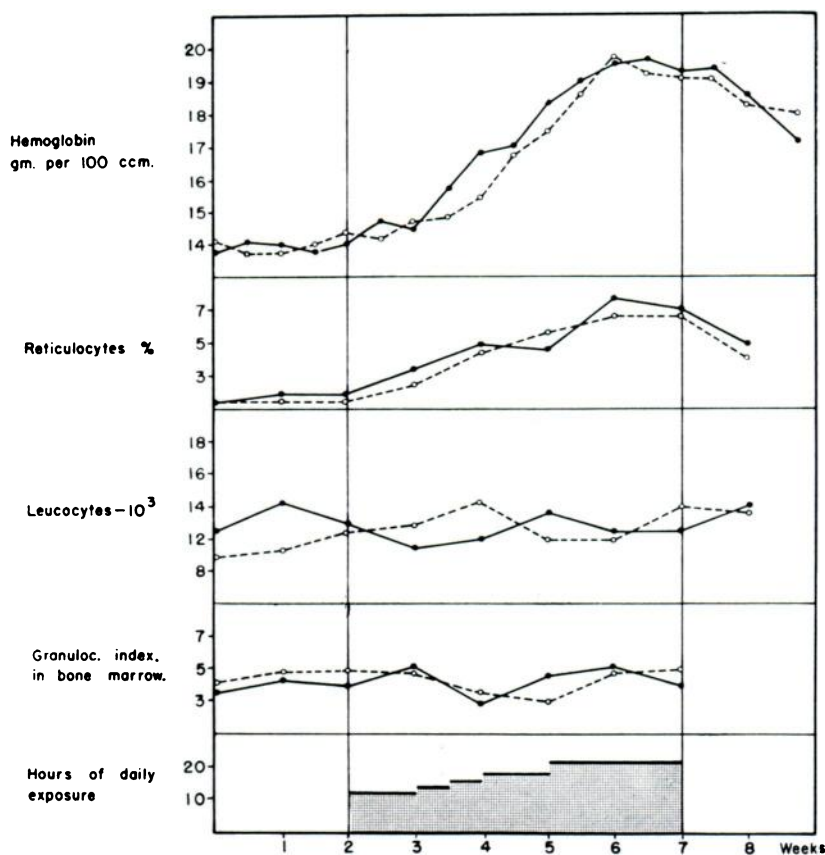 20
19
18
17
16
15
14
Hemoglobin
gm. per 100 ccm.
7
5
3
Reticulocytes %
18
16
14
12
8
Leucocytes – 10³
7
5
3
Granuloc. index,
in bone marrow.
20
10
Hours of daily
exposure
1 2 3 4 5 6 7 8 Weeks